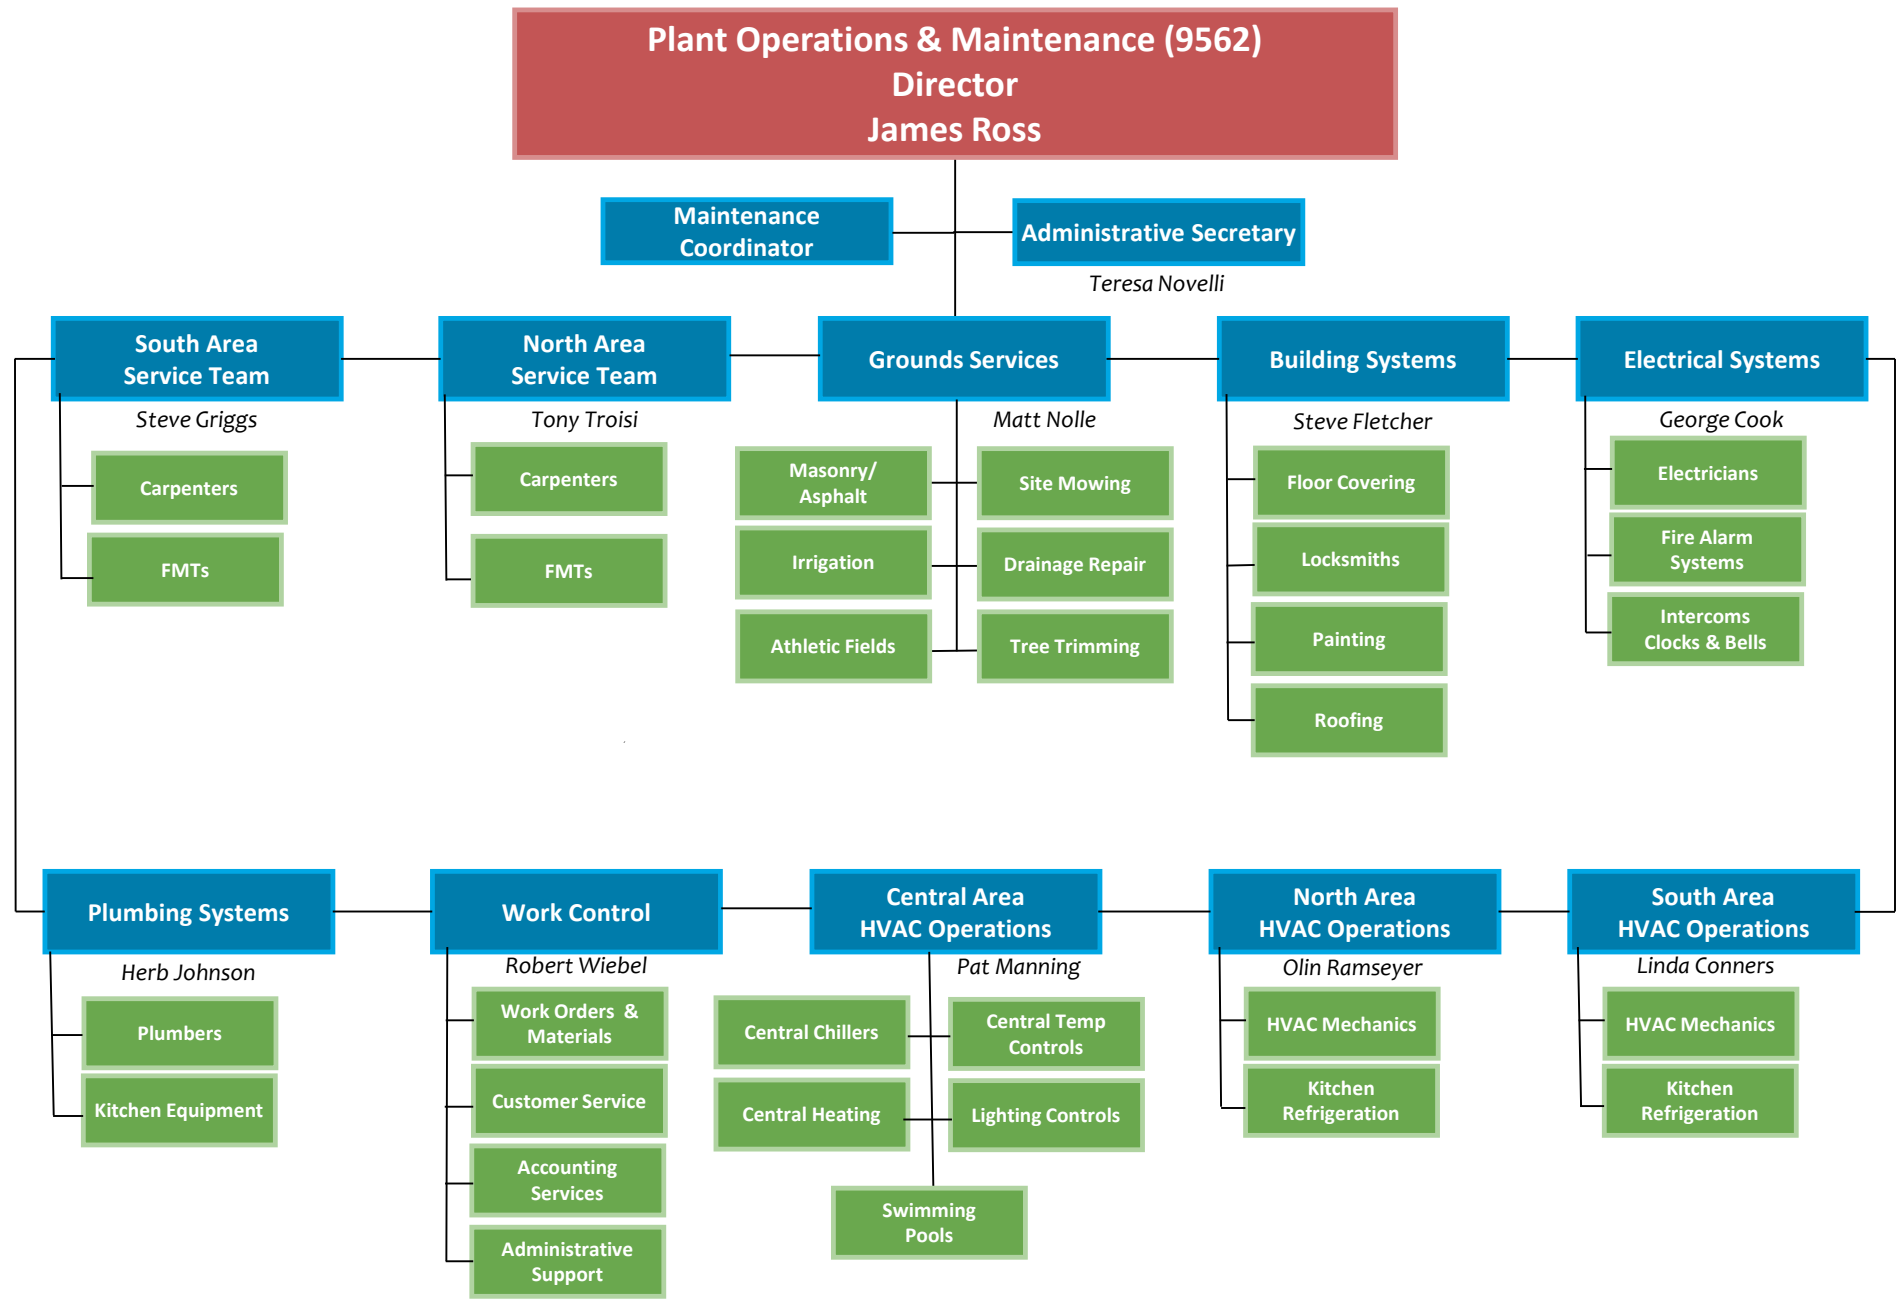 Plant Operations & Maintenance (9562)
Director
James Ross
Maintenance
Coordinator
Administrative Secretary
Teresa Novelli
South Area
Service Team
Steve Griggs
Carpenters
FMTs
North Area
Service Team
Tony Troisi
Carpenters
FMTs
Grounds Services
Matt Nolle
Masonry/
Asphalt
Site Mowing
Irrigation
Drainage Repair
Athletic Fields
Tree Trimming
Building Systems
Steve Fletcher
Floor Covering
Locksmiths
Painting
Roofing
Electrical Systems
George Cook
Electricians
Fire Alarm
Systems
Intercoms
Clocks & Bells
Plumbing Systems
Herb Johnson
Plumbers
Kitchen Equipment
Work Control
Robert Wiebel
Work Orders & 
Materials
Customer Service
Accounting
Services
Administrative
Support
Central Area
HVAC Operations
Pat Manning
Central Chillers
Central Temp
Controls
Central Heating
Lighting Controls
Swimming
Pools
North Area
HVAC Operations
Olin Ramseyer
HVAC Mechanics
Kitchen
Refrigeration
South Area
HVAC Operations
Linda Conners
HVAC Mechanics
Kitchen
Refrigeration